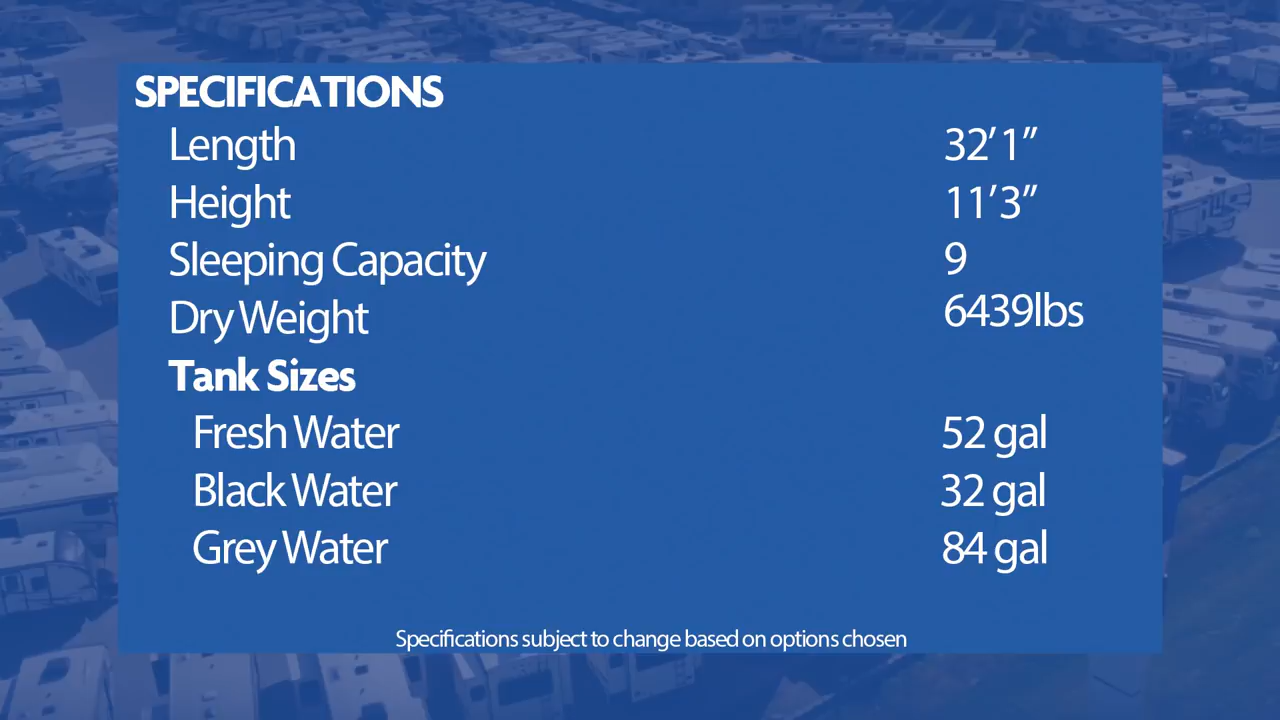 SPECIFICATIONS
Length 32’1”
Height 11’3”
Sleeping Capacity 9
Dry Weight 6439lbs
Tank Sizes
Fresh Water 52 gal
Black Water 32 gal
Grey Water 84 gal
Specifications subject to change based on options chosen